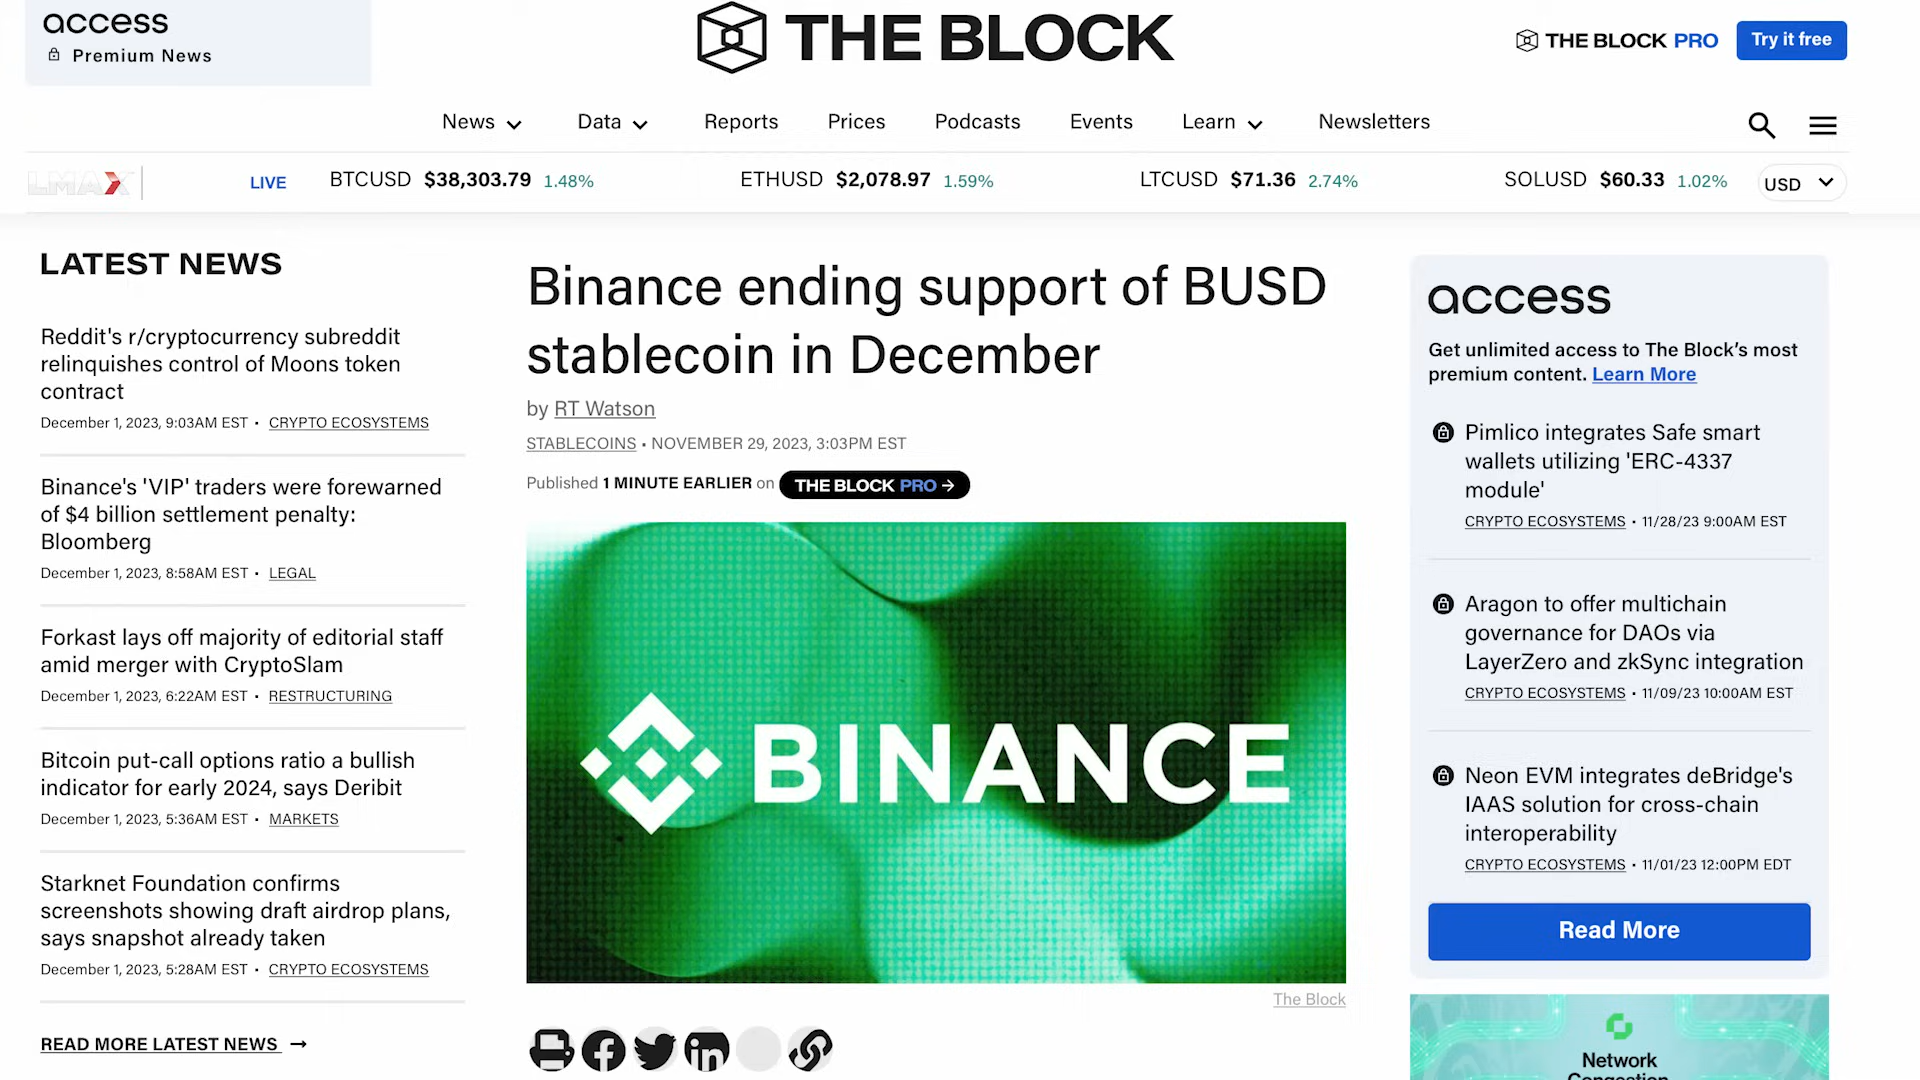 access
Premium News
THE BLOCK
THE BLOCK PRO
Try it free
News
Data
Reports
Prices
Podcasts
Events
Learn
Newsletters
LMAX
LIVE
BTCUSD $38,303.79 1.48%
ETHUSD $2,078.97 1.59%
LTCUSD $71.36 2.74%
SOLUSD $60.33 1.02%
USD
LATEST NEWS
Reddit's r/cryptocurrency subreddit
relinquishes control of Moons token
contract
December 1, 2023, 9:03AM EST • CRYPTO ECOSYSTEMS
Binance's 'VIP' traders were forewarned
of $4 billion settlement penalty:
Bloomberg
December 1, 2023, 8:58AM EST • LEGAL
Forkast lays off majority of editorial staff
amid merger with CryptoSlam
December 1, 2023, 6:22AM EST • RESTRUCTURING
Bitcoin put-call options ratio a bullish
indicator for early 2024, says Deribit
December 1, 2023, 5:36AM EST • MARKETS
Starknet Foundation confirms
screenshots showing draft airdrop plans,
says snapshot already taken
December 1, 2023, 5:28AM EST • CRYPTO ECOSYSTEMS
READ MORE LATEST NEWS →
Binance ending support of BUSD
stablecoin in December
by RT Watson
STABLECOINS • NOVEMBER 29, 2023, 3:03PM EST
Published 1 MINUTE EARLIER on THE BLOCK PRO →
BINANCE
The Block
access
Get unlimited access to The Block’s most
premium content. Learn More
Pimlico integrates Safe smart
wallets utilizing 'ERC-4337
module'
CRYPTO ECOSYSTEMS • 11/28/23 9:00AM EST
Aragon to offer multichain
governance for DAOs via
LayerZero and zkSync integration
CRYPTO ECOSYSTEMS • 11/09/23 10:00AM EST
Neon EVM integrates deBridge's
IAAS solution for cross-chain
interoperability
CRYPTO ECOSYSTEMS • 11/01/23 12:00PM EDT
Read More
Network
Congestion